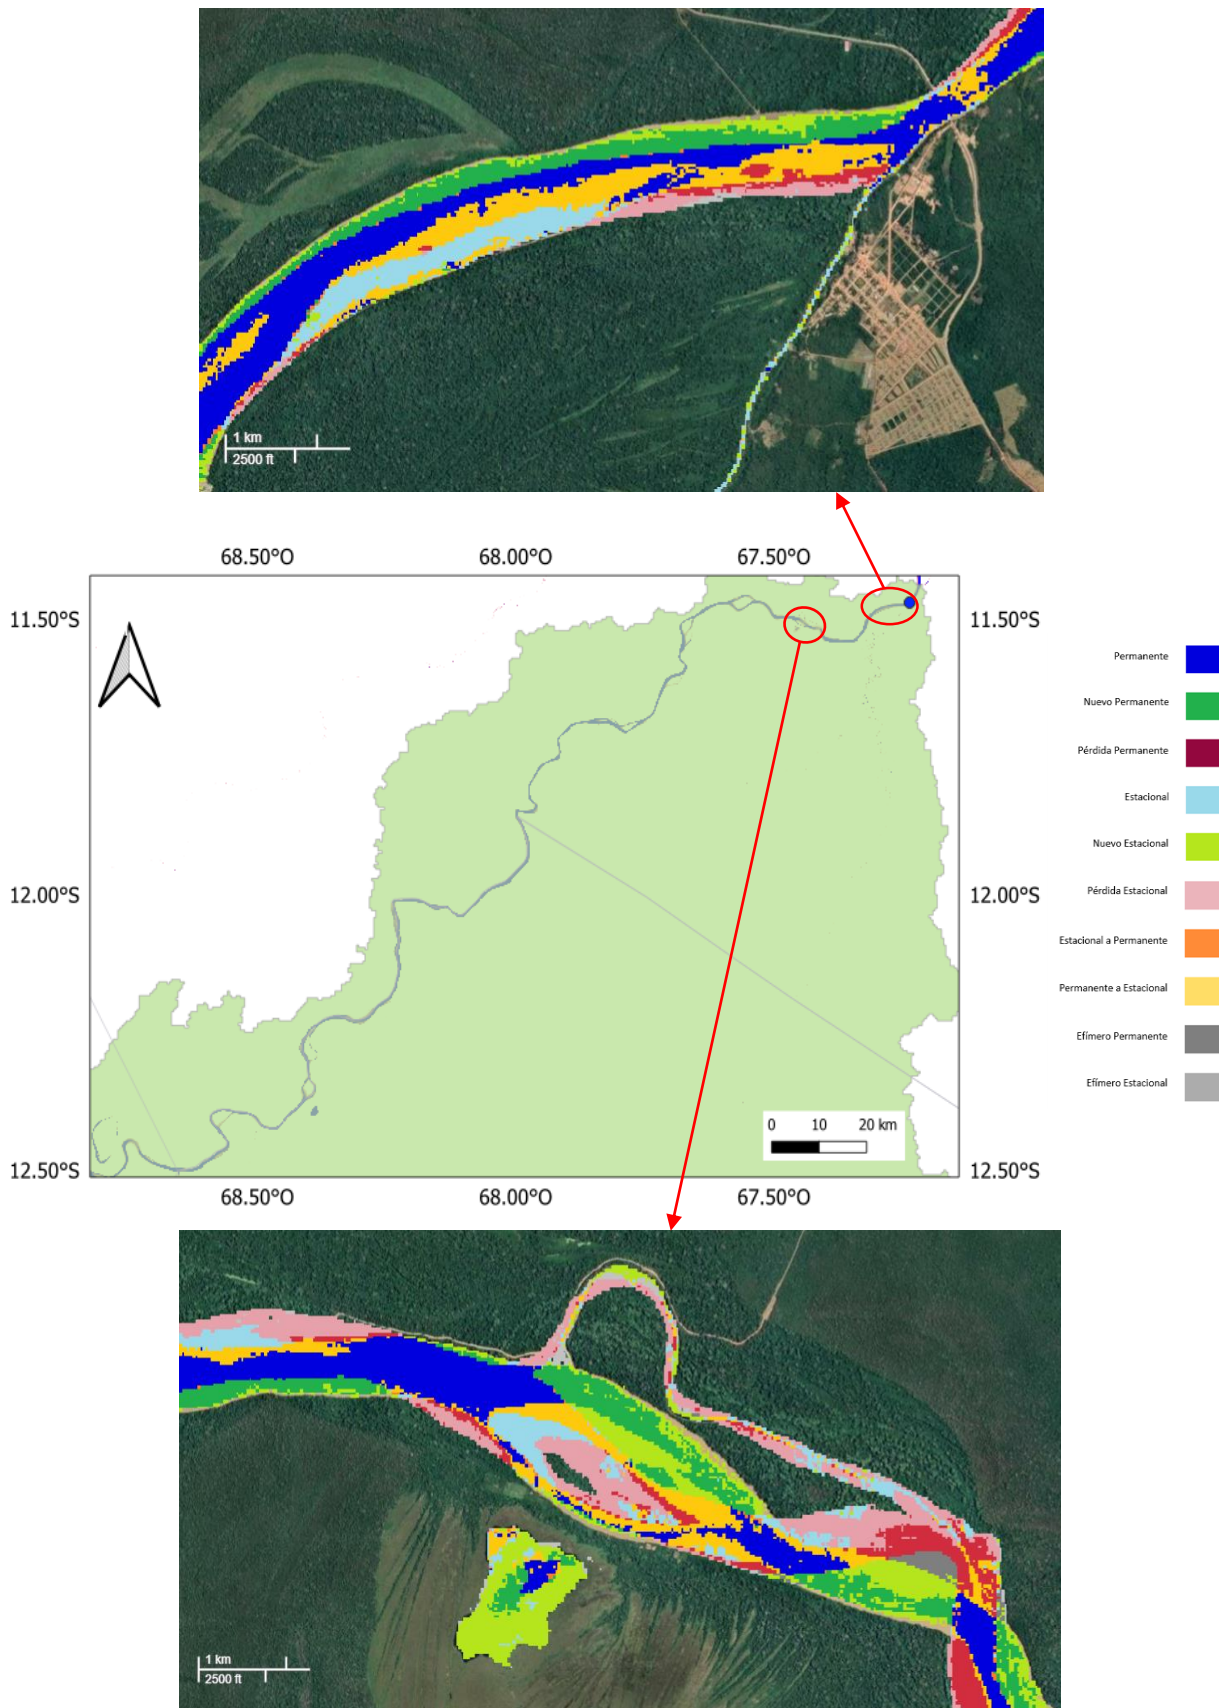 1 km
2500 ft
68.50°O 68.00°O 67.50°O
11.50°S 11.50°S
Permanente
Nuevo Permanente
Pérdida Permanente
Estacional
Nuevo Estacional
12.00°S 12.00°S
Pérdida Estacional
Estacional a Permanente
Permanente a Estacional
Efímero Permanente
Efímero Estacional
0 10 20 km
12.50°S 12.50°S
68.50°O 68.00°O 67.50°O
1 km
2500 ft